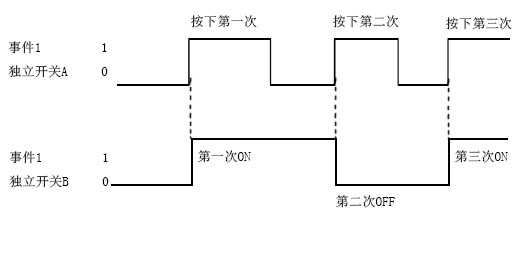 按下第一次 按下第二次 按下第三次
事件1 1
独立开关A 0
事件1 1 第一次ON 第三次ON
独立开关B 0
第二次OFF